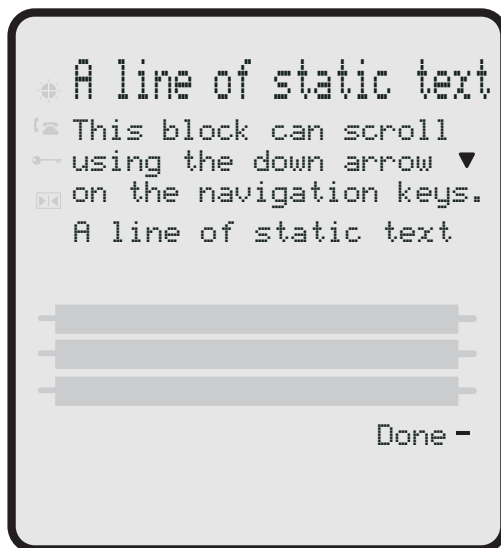 A line of static text
This block can scroll
using the down arrow ▼
on the navigation keys.
A line of static text
Done